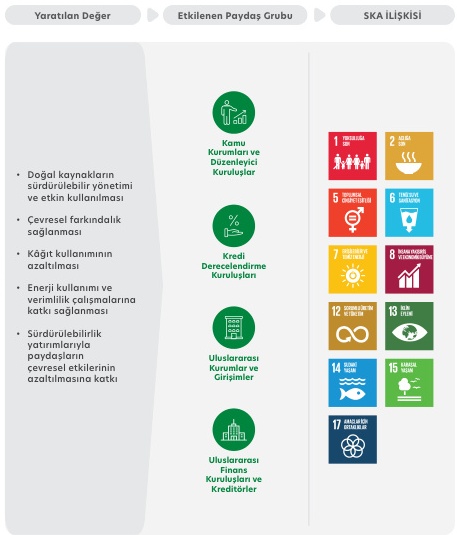 Yaratılan Değer
Etkilenen Paydaş Grubu
SKA İLİŞKİSİ
• Doğal kaynakların
sürdürülebilir yönetimi
ve etkin kullanılması
• Çevresel farkındalık
sağlanması
• Kâğıt kullanımının
azaltılması
• Enerji kullanımı ve
verimlilik çalışmalarına
katkı sağlanması
• Sürdürülebilirlik
yatırımlarıyla
paydaşların
çevresel etkilerinin
azaltılmasına katkı
Kamu
Kurumları ve
Düzenleyici
Kuruluşlar
%
Kredi
Derecelendirme
Kuruluşları
Uluslararası
Kurumlar ve
Girişimler
Uluslararası
Finans
Kuruluşları ve
Kreditörler
1 YOKSULLUĞA
SON
2 AÇLIĞA
SON
5 TOPLUMSAL
CİNSİYET EŞİTLİĞİ
6 TEMİZ SU VE
SANİTASYON
7 ERİŞİLEBİLİR VE
TEMİZ ENERJİ
8 İNSANA YAKIŞIR İŞ
VE EKONOMİK BÜYÜME
12 SORUMLU ÜRETİM
VE TÜKETİM
13 İKLİM
EYLEMİ
14 SUDAKİ
YAŞAM
15 KARASAL
YAŞAM
17 AMAÇLAR İÇİN
ORTAKLIKLAR